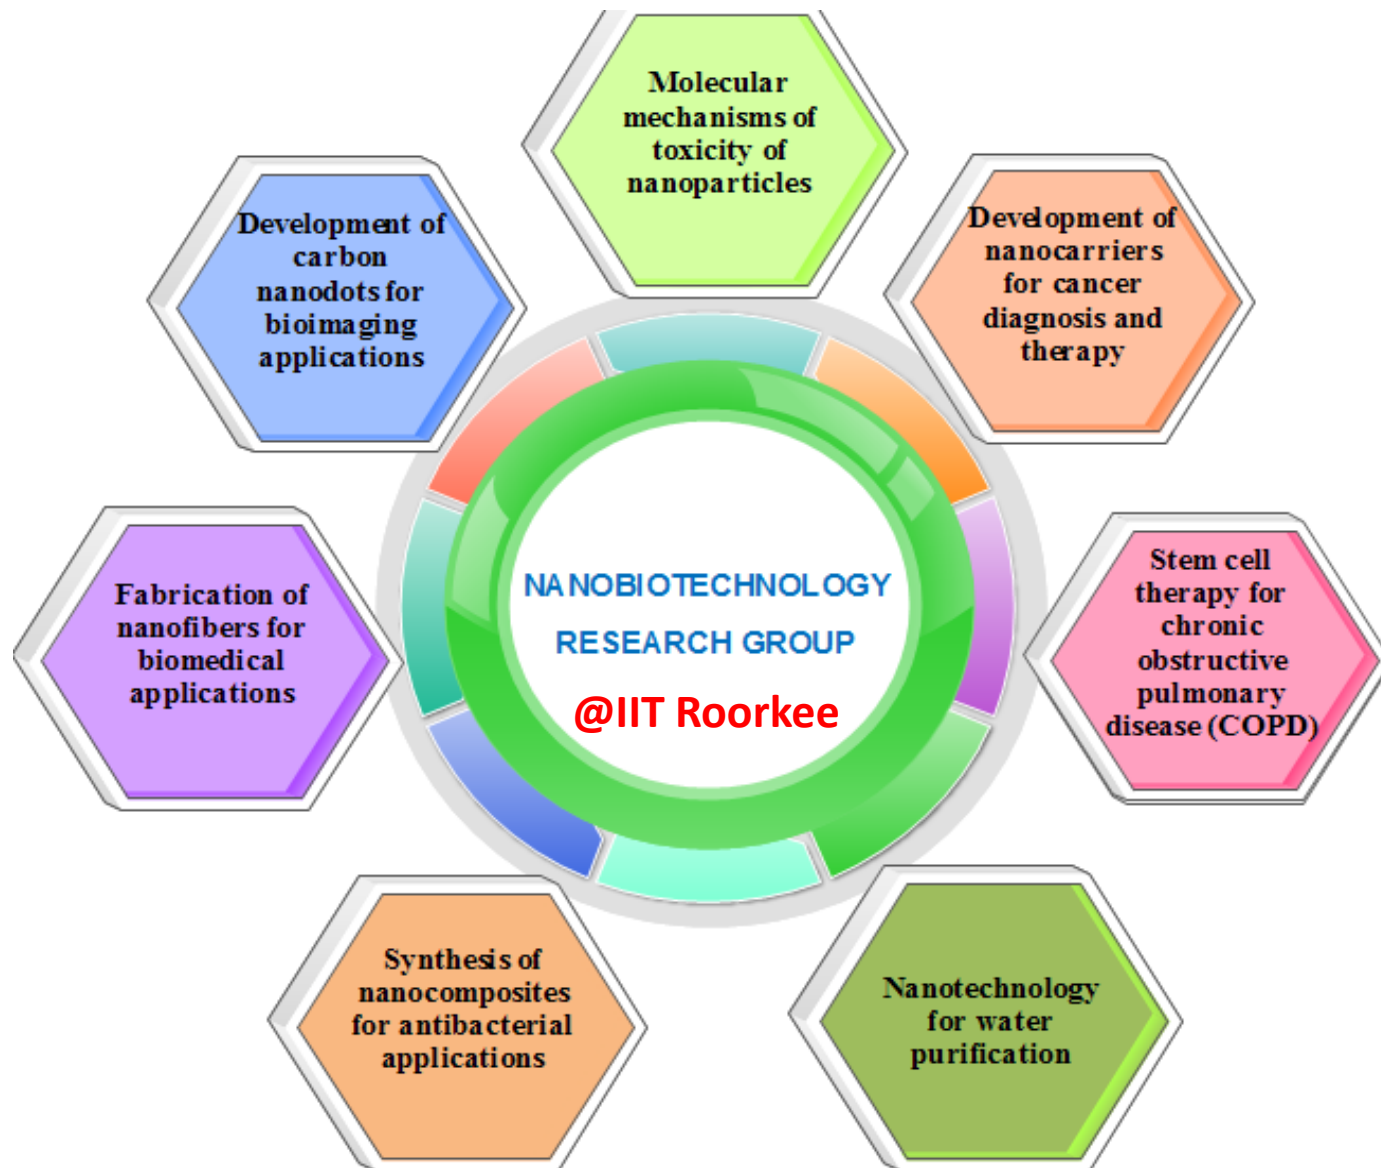 Molecular
mechanisms of
toxicity of
nanoparticles
Development of
nanocarriers
for cancer
diagnosis and
therapy
Stem cell
therapy for
chronic
obstructive
pulmonary
disease (COPD)
Nanotechnology
for water
purification
Synthesis of
nanocomposites
for antibacterial
applications
Fabrication of
nanofibers for
biomedical
applications
Development of
carbon
nanodots for
bioimaging
applications
NANOBIOTECHNOLOGY
RESEARCH GROUP
@IIT Roorkee